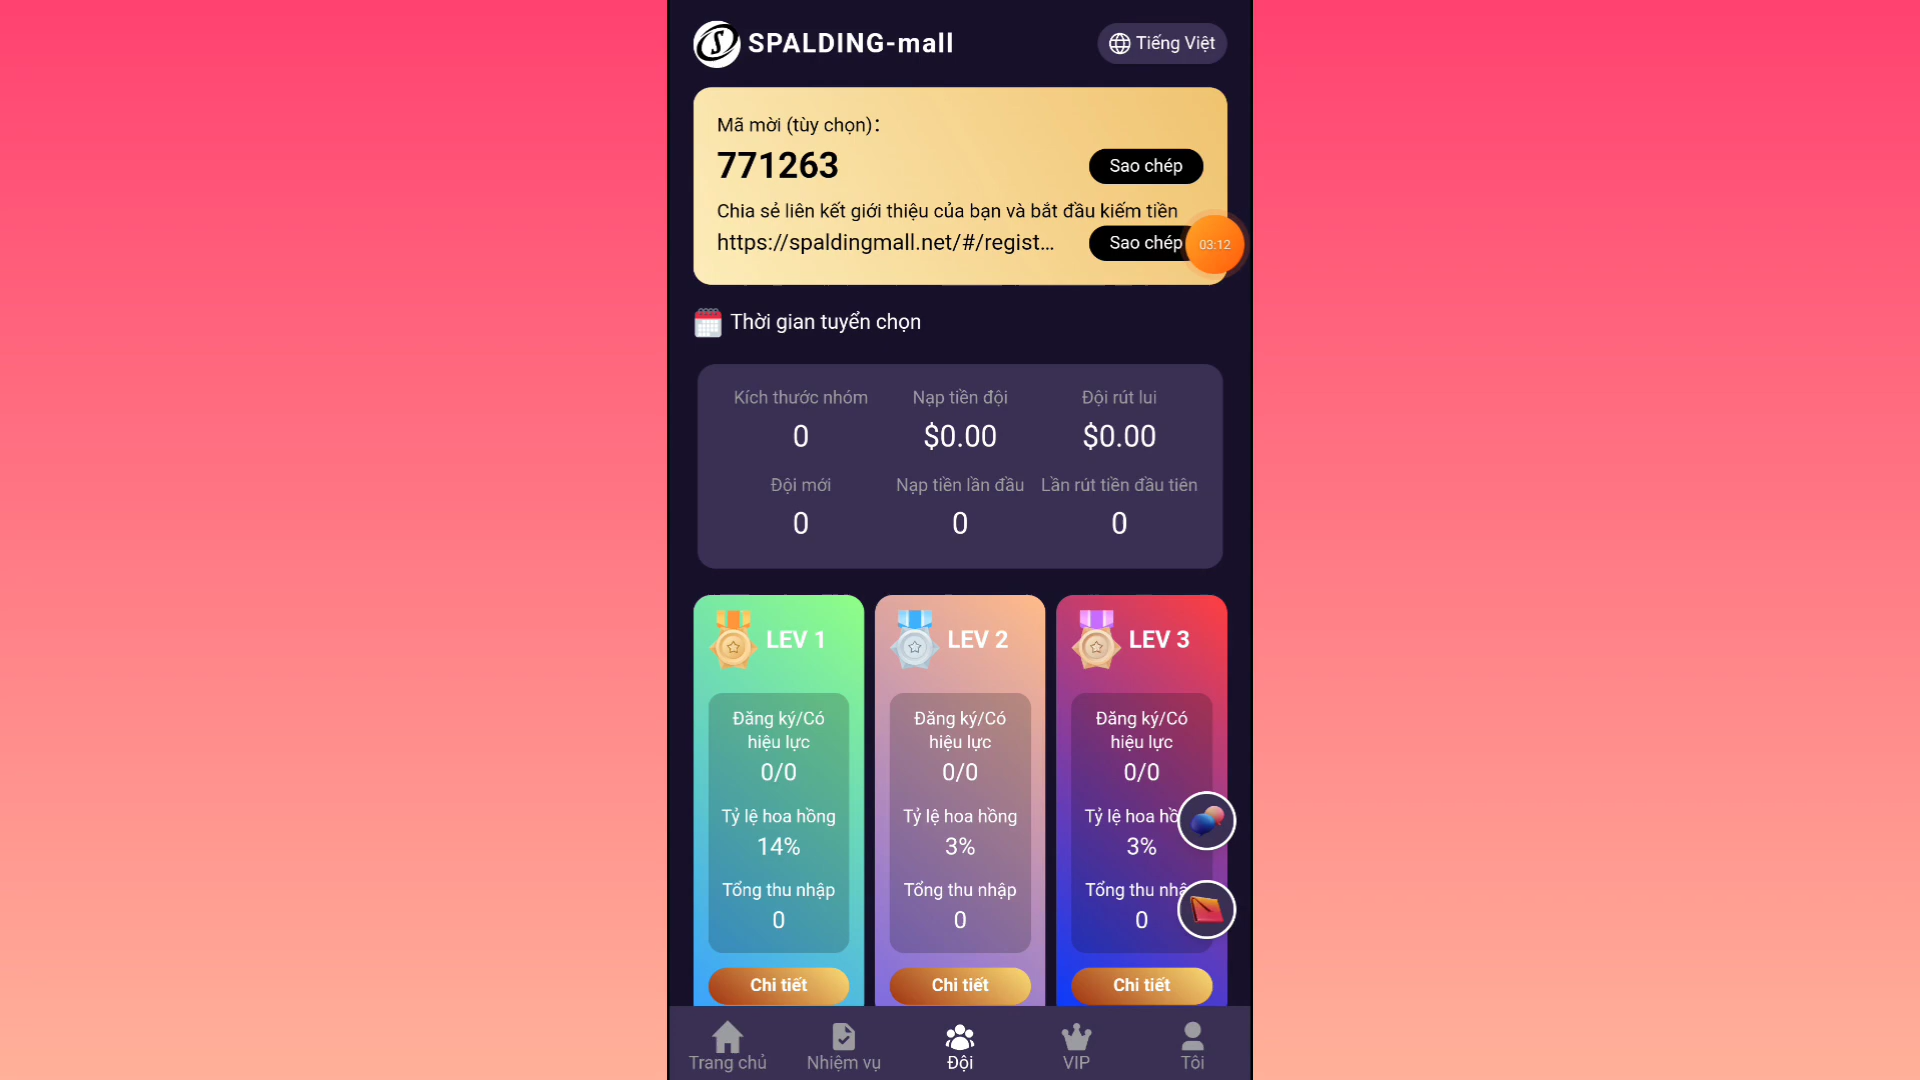 SPALDING-mall
Tiếng Việt
Mã mời (tùy chọn):
771263
Sao chép
Chia sẻ liên kết giới thiệu của bạn và bắt đầu kiếm tiền
https://spaldingmall.net/#/regist...
Sao chép
03:12
Thời gian tuyển chọn
Kích thước nhóm
Nạp tiền đội
Đội rút lui
0
$0.00
$0.00
Đội mới
Nạp tiền lần đầu
Lần rút tiền đầu tiên
0
0
0
LEV 1
Đăng ký/Có
hiệu lực
0/0
Tỷ lệ hoa hồng
14%
Tổng thu nhập
0
Chi tiết
LEV 2
Đăng ký/Có
hiệu lực
0/0
Tỷ lệ hoa hồng
3%
Tổng thu nhập
0
Chi tiết
LEV 3
Đăng ký/Có
hiệu lực
0/0
Tỷ lệ hoa
3%
Tổng thu
0
Chi tiết
Trang chủ
Nhiệm vụ
Đội
VIP
Tôi